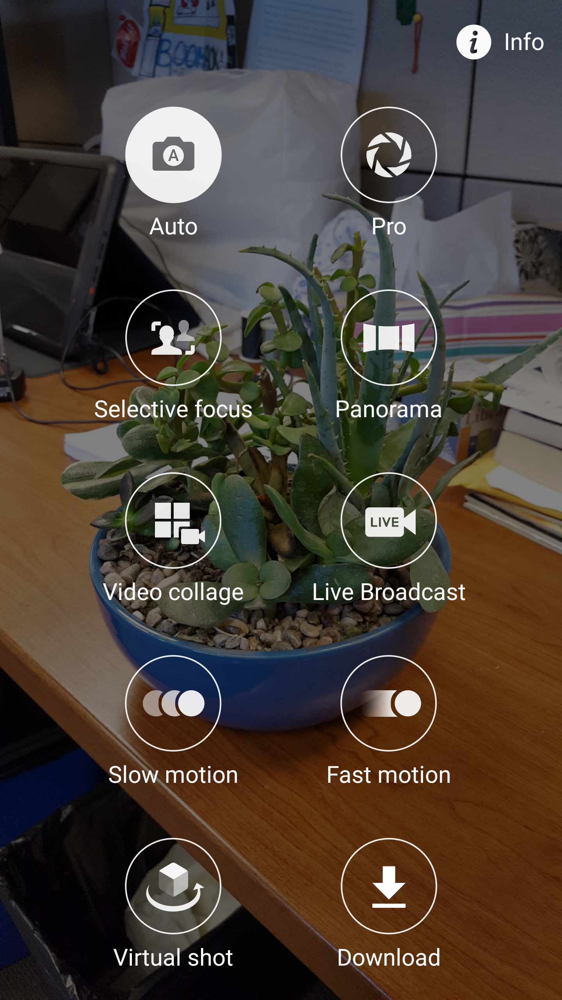 Info
A
Auto
Pro
Selective focus
Panorama
LIVE
Video collage
Live Broadcast
Slow motion
Fast motion
Virtual shot
Download